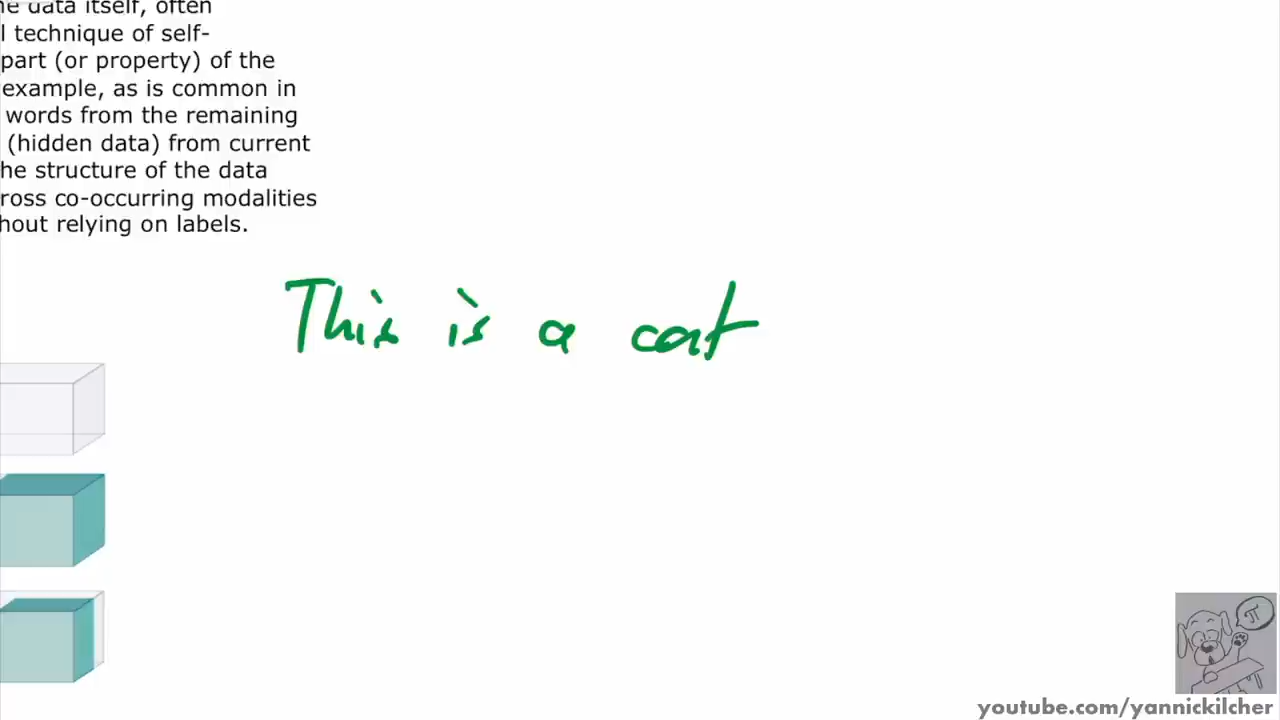 he data itself, often
l technique of self-
part (or property) of the
example, as is common in
words from the remaining
(hidden data) from current
he structure of the data
ross co-occurring modalities
hout relying on labels.
This is a cat
π
youtube.com/yannickilcher